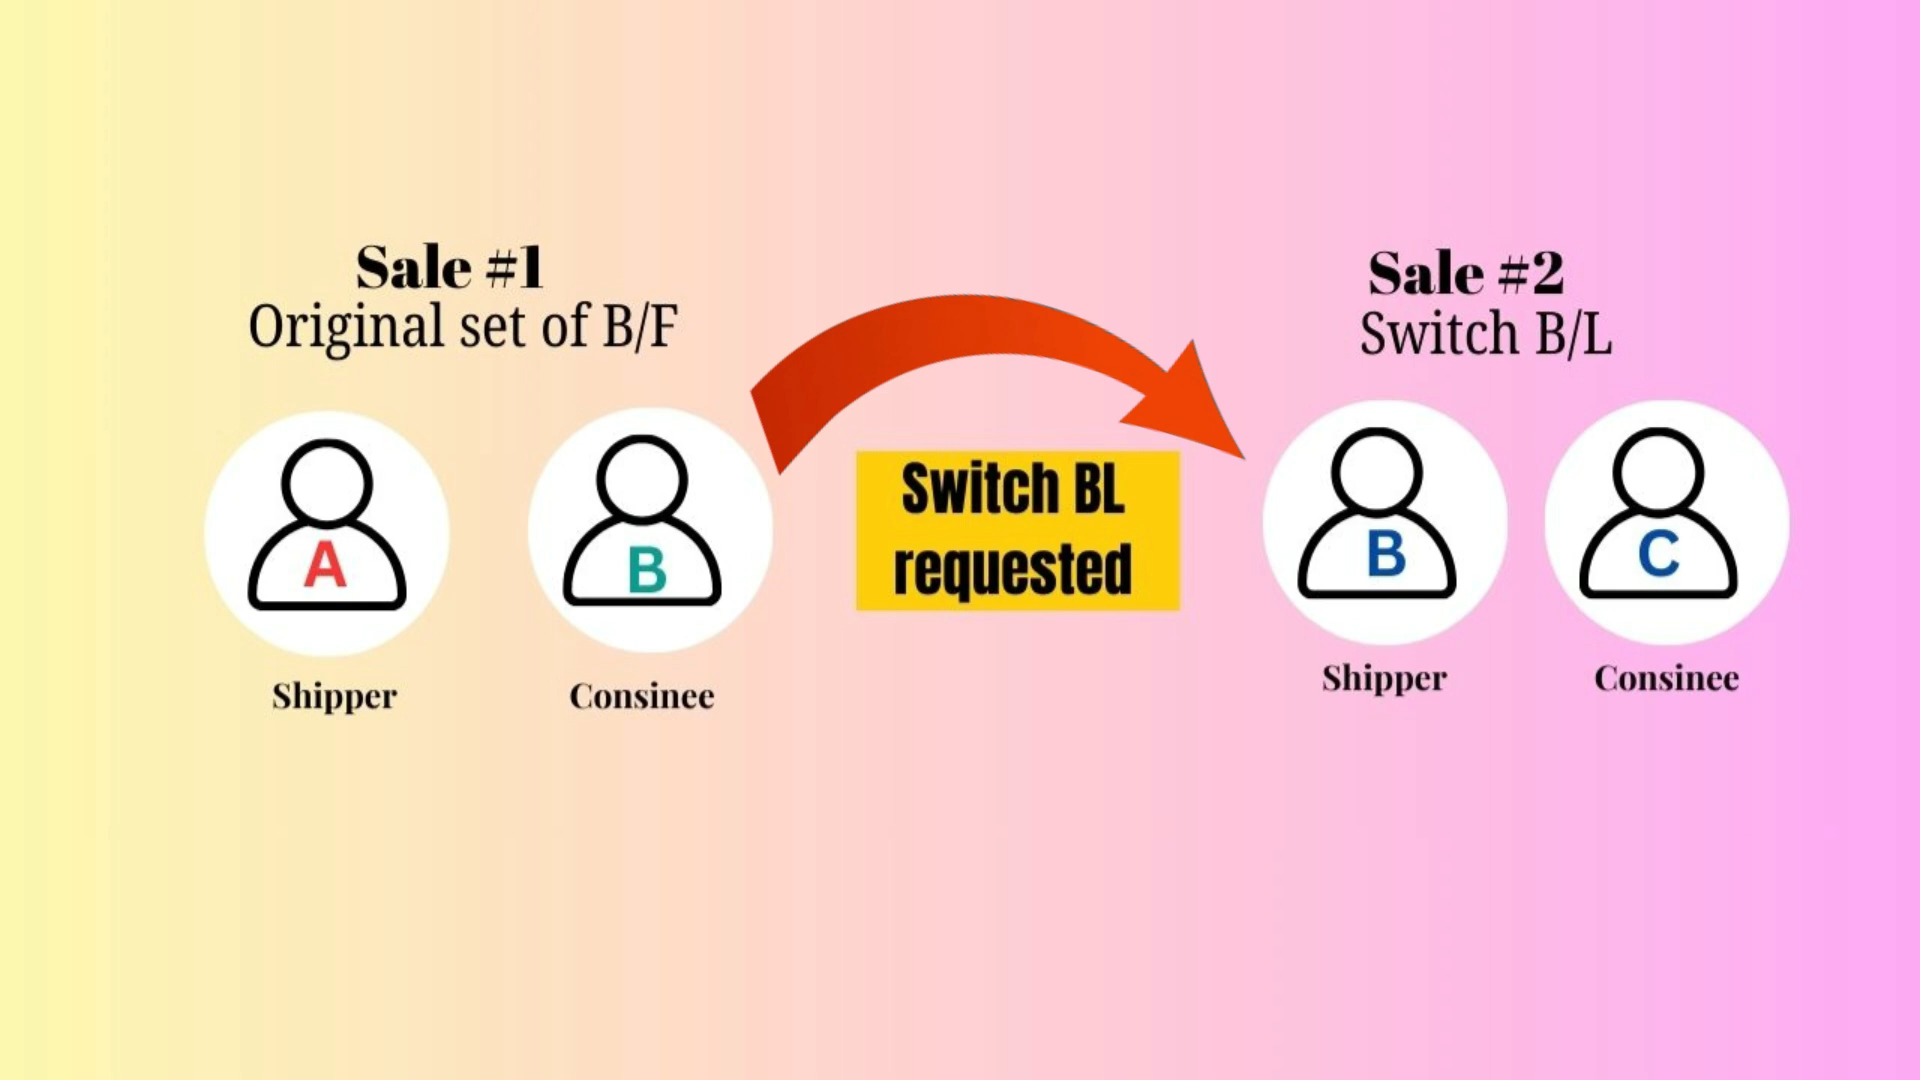 Sale #1
Original set of B/F
A
B
Shipper
Consinee
Switch BL
requested
Sale #2
Switch B/L
B
C
Shipper
Consinee